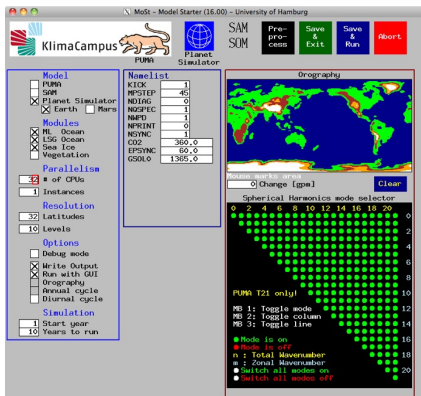 MoSt - Model Starter (16.00) - University of Hamburg
KlimaCampus
PUMA
Planet
Simulator
SAM
SOM
Pre-
pro-
cess
Save
&
Exit
Save
&
Run
Abort
Model
PUMA
SAM
Planet Simulator
Earth Mars
Modules
ML Ocean
LSG Ocean
Sea Ice
Vegetation
Parallelism
32 # of CPUs
1 Instances
Resolution
32 Latitudes
10 Levels
Options
Debug mode
Write Output
Run with GUI
Orography
Annual cycle
Diurnal cycle
Simulation
1 Start year
10 Years to run
Namelist
KICK 1
MPSTEP 45
NDIAG 0
NQSPEC 1
NWPD 1
NPRINT 0
NSYNC 1
CO2 360.0
EPSYNC 60.0
GSOL0 1365.0
Orography
Mouse marks area
0 Change [gpm]
Clear
Spherical Harmonics mode selector
0 2 4 6 8 10 12 14 16 18 20
0
2
4
6
8
10
12
14
16
18
20
PUMA T21 only!
MB 1: Toggle mode
MB 2: Toggle column
MB 3: Toggle line
Mode is on
Mode is off
n : Total Wavenumber
m : Zonal Wavenumber
Switch all modes on
Switch all modes off